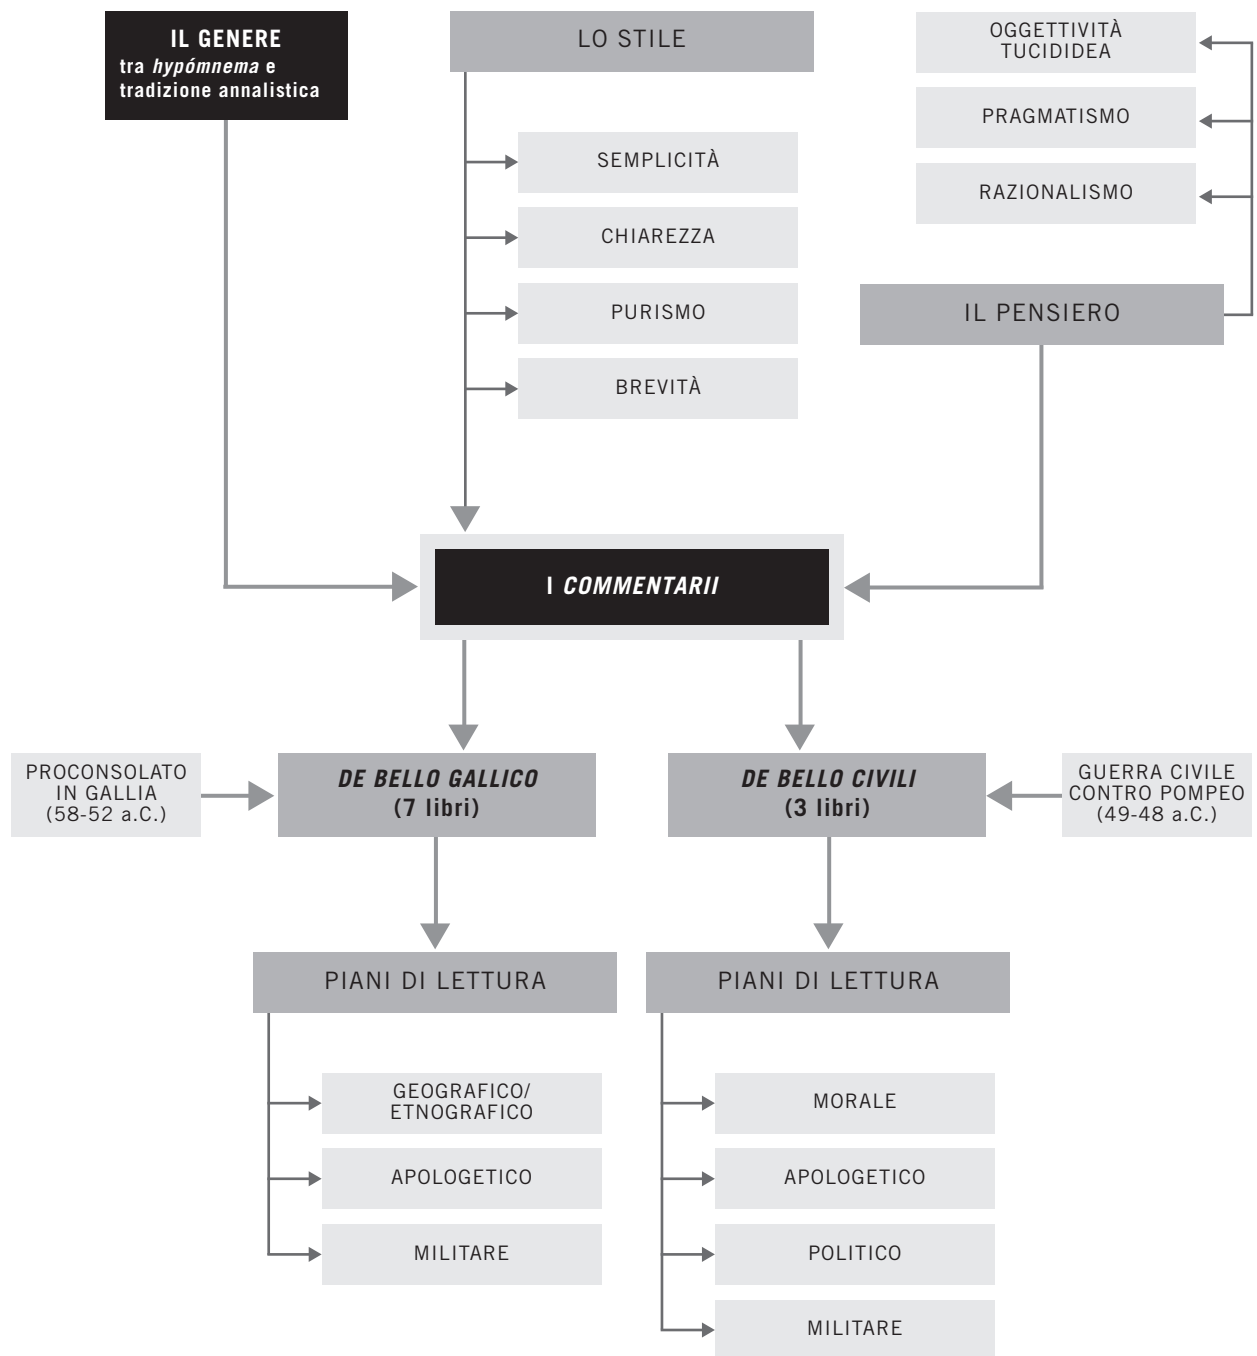 IL GENERE
tra hypómnema e
tradizione annalistica
LO STILE
SEMPLICITÀ
CHIAREZZA
PURISMO
BREVITÀ
OGGETTIVITÀ
TUCIDIDEA
PRAGMATISMO
RAZIONALISMO
IL PENSIERO
I COMMENTARII
PROCONSOLATO
IN GALLIA
(58-52 a.C.)
DE BELLO GALLICO
(7 libri)
DE BELLO CIVILI
(3 libri)
GUERRA CIVILE
CONTRO POMPEO
(49-48 a.C.)
PIANI DI LETTURA
GEOGRAFICO/
ETNOGRAFICO
APOLOGETICO
MILITARE
PIANI DI LETTURA
MORALE
APOLOGETICO
POLITICO
MILITARE